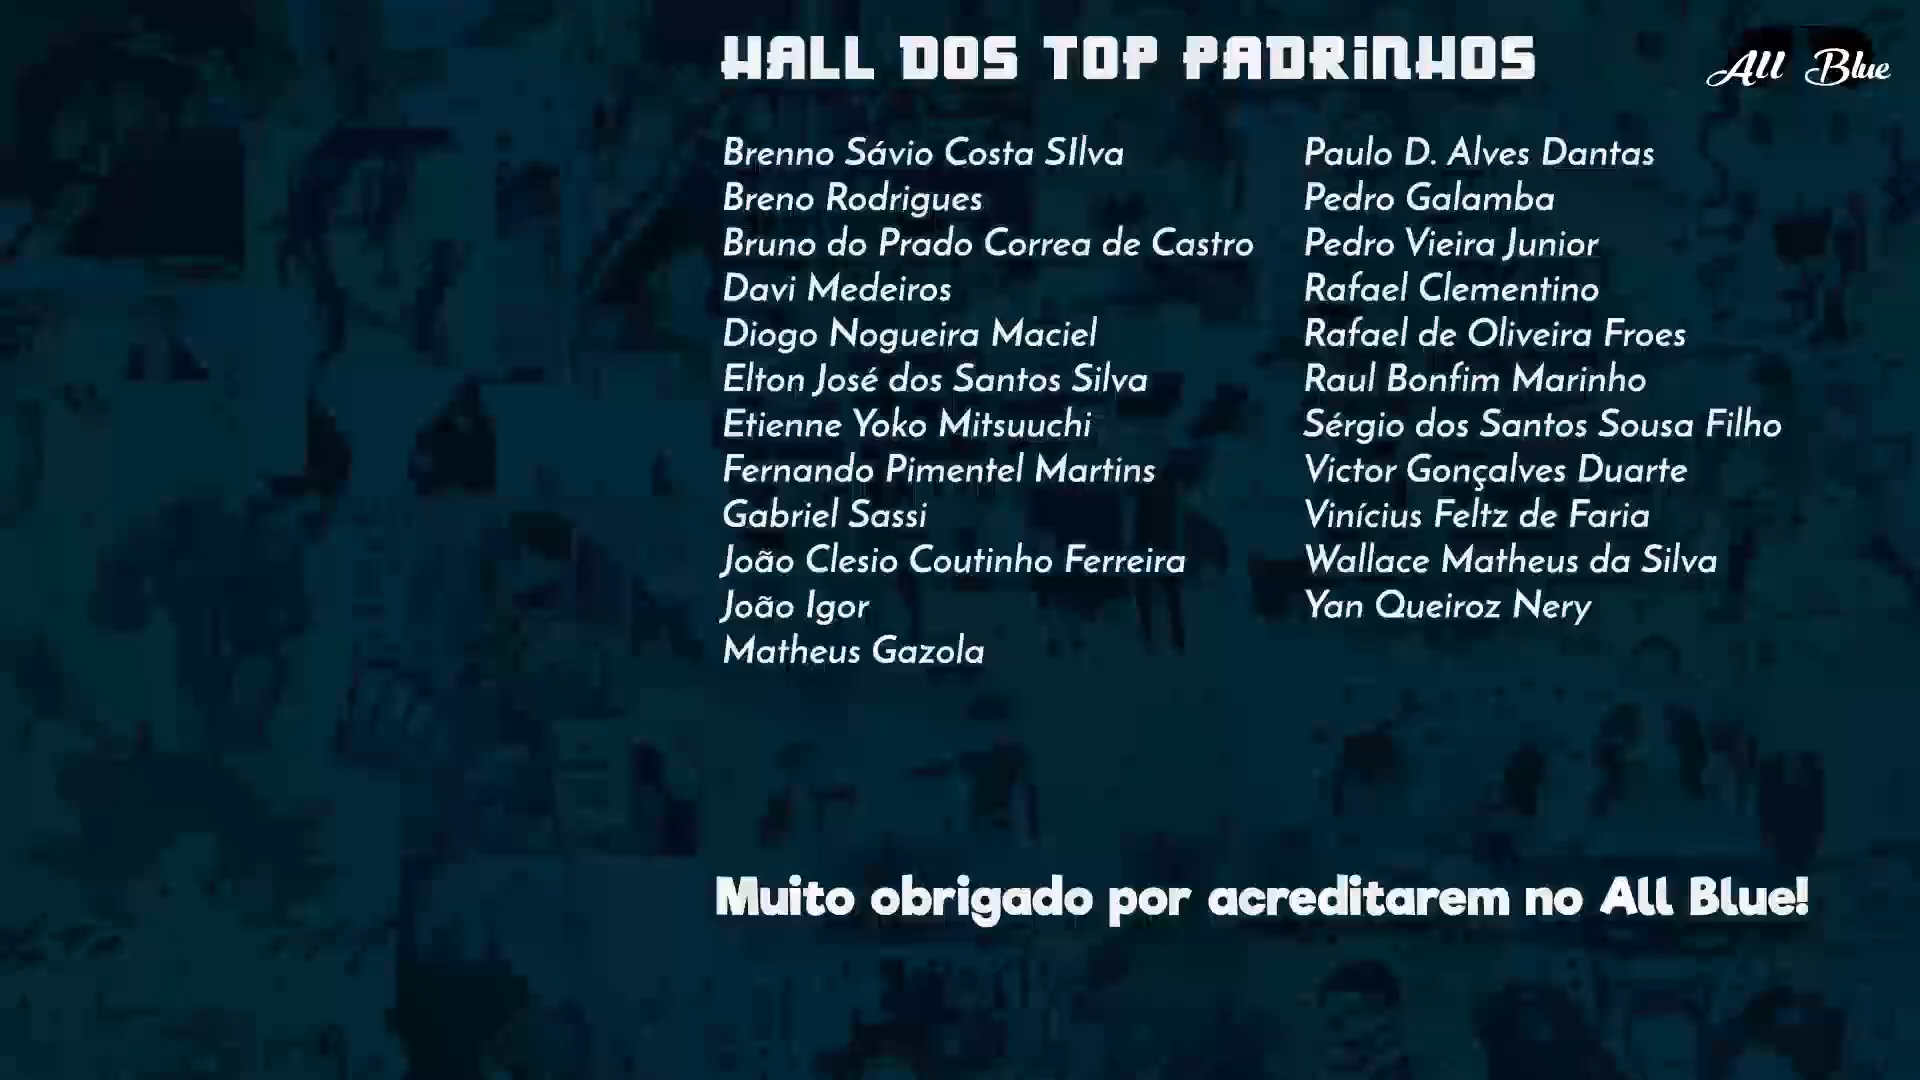 HALL DOS TOP PADRiNHOS
All Blue
Brenno Sávio Costa SIlva
Breno Rodrigues
Bruno do Prado Correa de Castro
Davi Medeiros
Diogo Nogueira Maciel
Elton José dos Santos Silva
Etienne Yoko Mitsuuchi
Fernando Pimentel Martins
Gabriel Sassi
João Clesio Coutinho Ferreira
João Igor
Matheus Gazola
Paulo D. Alves Dantas
Pedro Galamba
Pedro Vieira Junior
Rafael Clementino
Rafael de Oliveira Froes
Raul Bonfim Marinho
Sérgio dos Santos Sousa Filho
Victor Gonçalves Duarte
Vinícius Feltz de Faria
Wallace Matheus da Silva
Yan Queiroz Nery
Muito obrigado por acreditarem no All Blue!